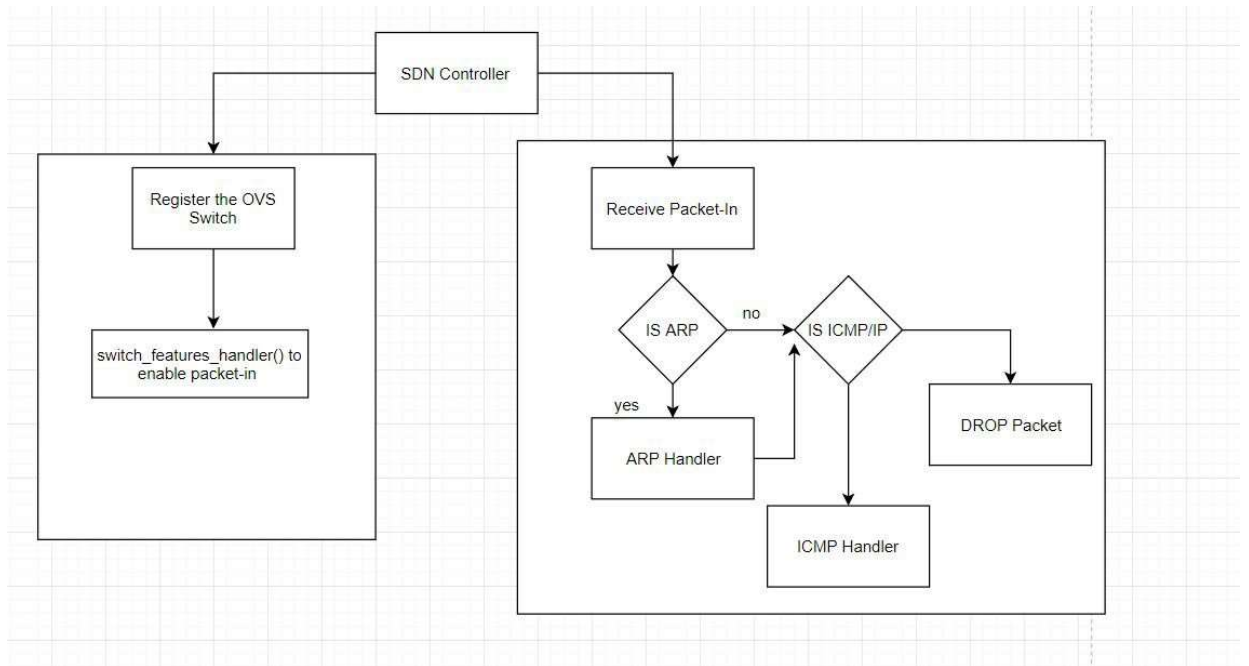 SDN Controller
Register the OVS
Switch
switch_features_handler() to
enable packet-in
Receive Packet-In
IS ARP
no
IS ICMP/IP
yes
ARP Handler
DROP Packet
ICMP Handler